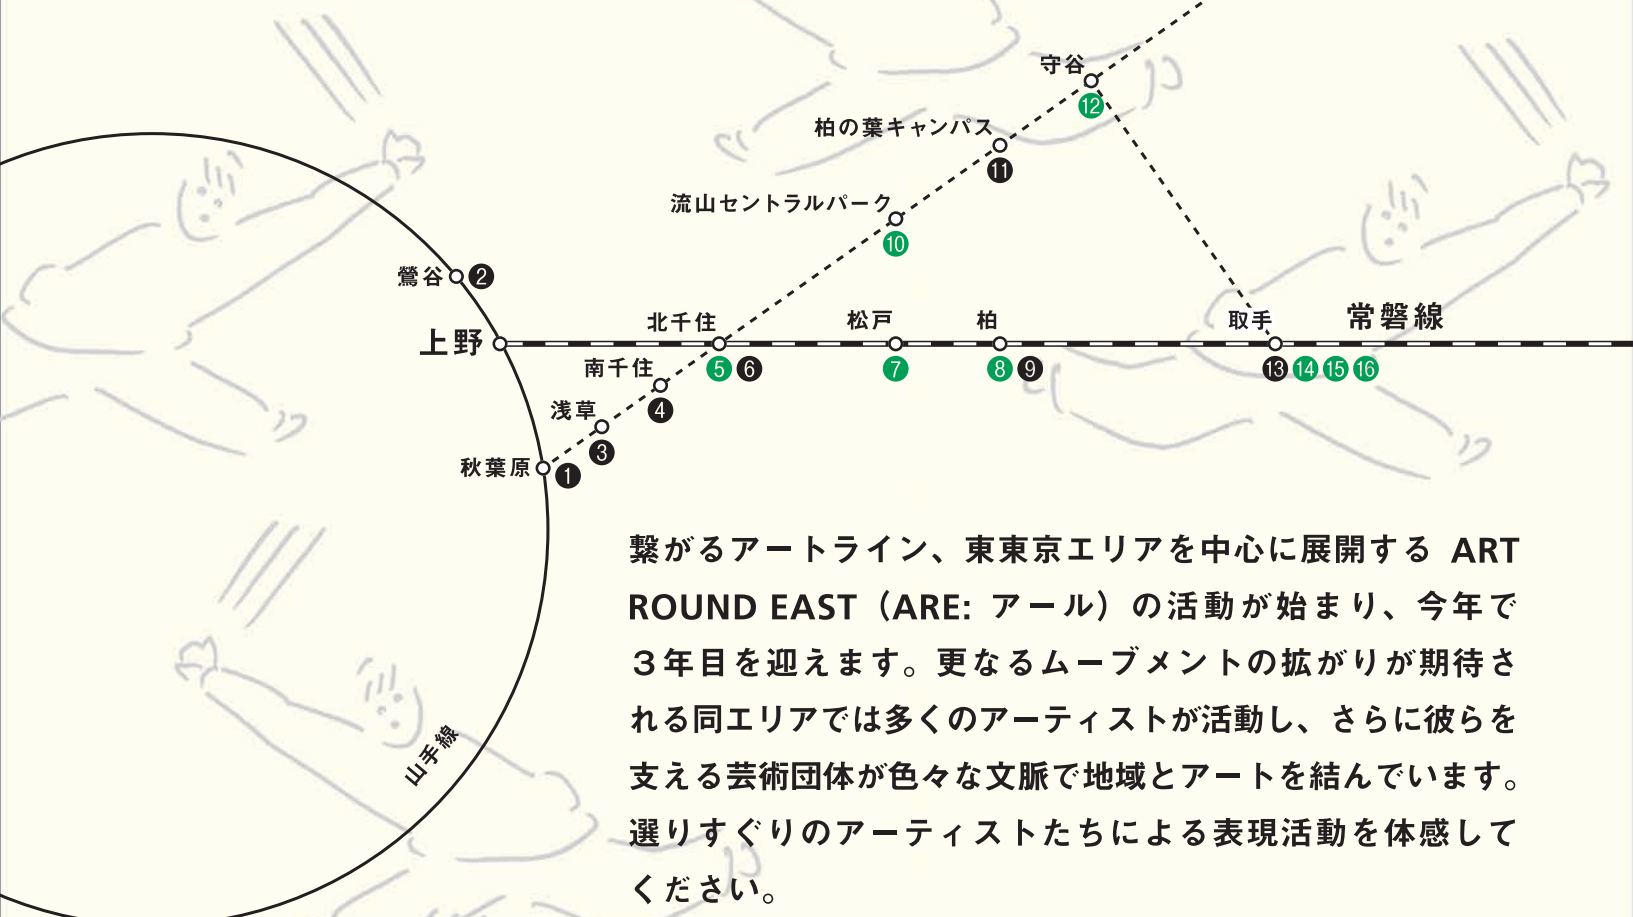 守谷
⓬
柏の葉キャンパス
⓫
流山セントラルパーク
❿
鶯谷
❷
上野
北千住
松戸
柏
取手
常磐線
❺ ❻
❼
❽ ❾
⓭ ⓮ ⓯ ⓰
南千住
❹
浅草
❸
秋葉原
❶
山手線
繋がるアートライン、東東京エリアを中心に展開する ART
ROUND EAST（ARE: アール）の活動が始まり、今年で
３年目を迎えます。更なるムーブメントの拡がりが期待さ
れる同エリアでは多くのアーティストが活動し、さらに彼らを
支える芸術団体が色々な文脈で地域とアートを結んでいます。
選りすぐりのアーティストたちによる表現活動を体感して
ください。